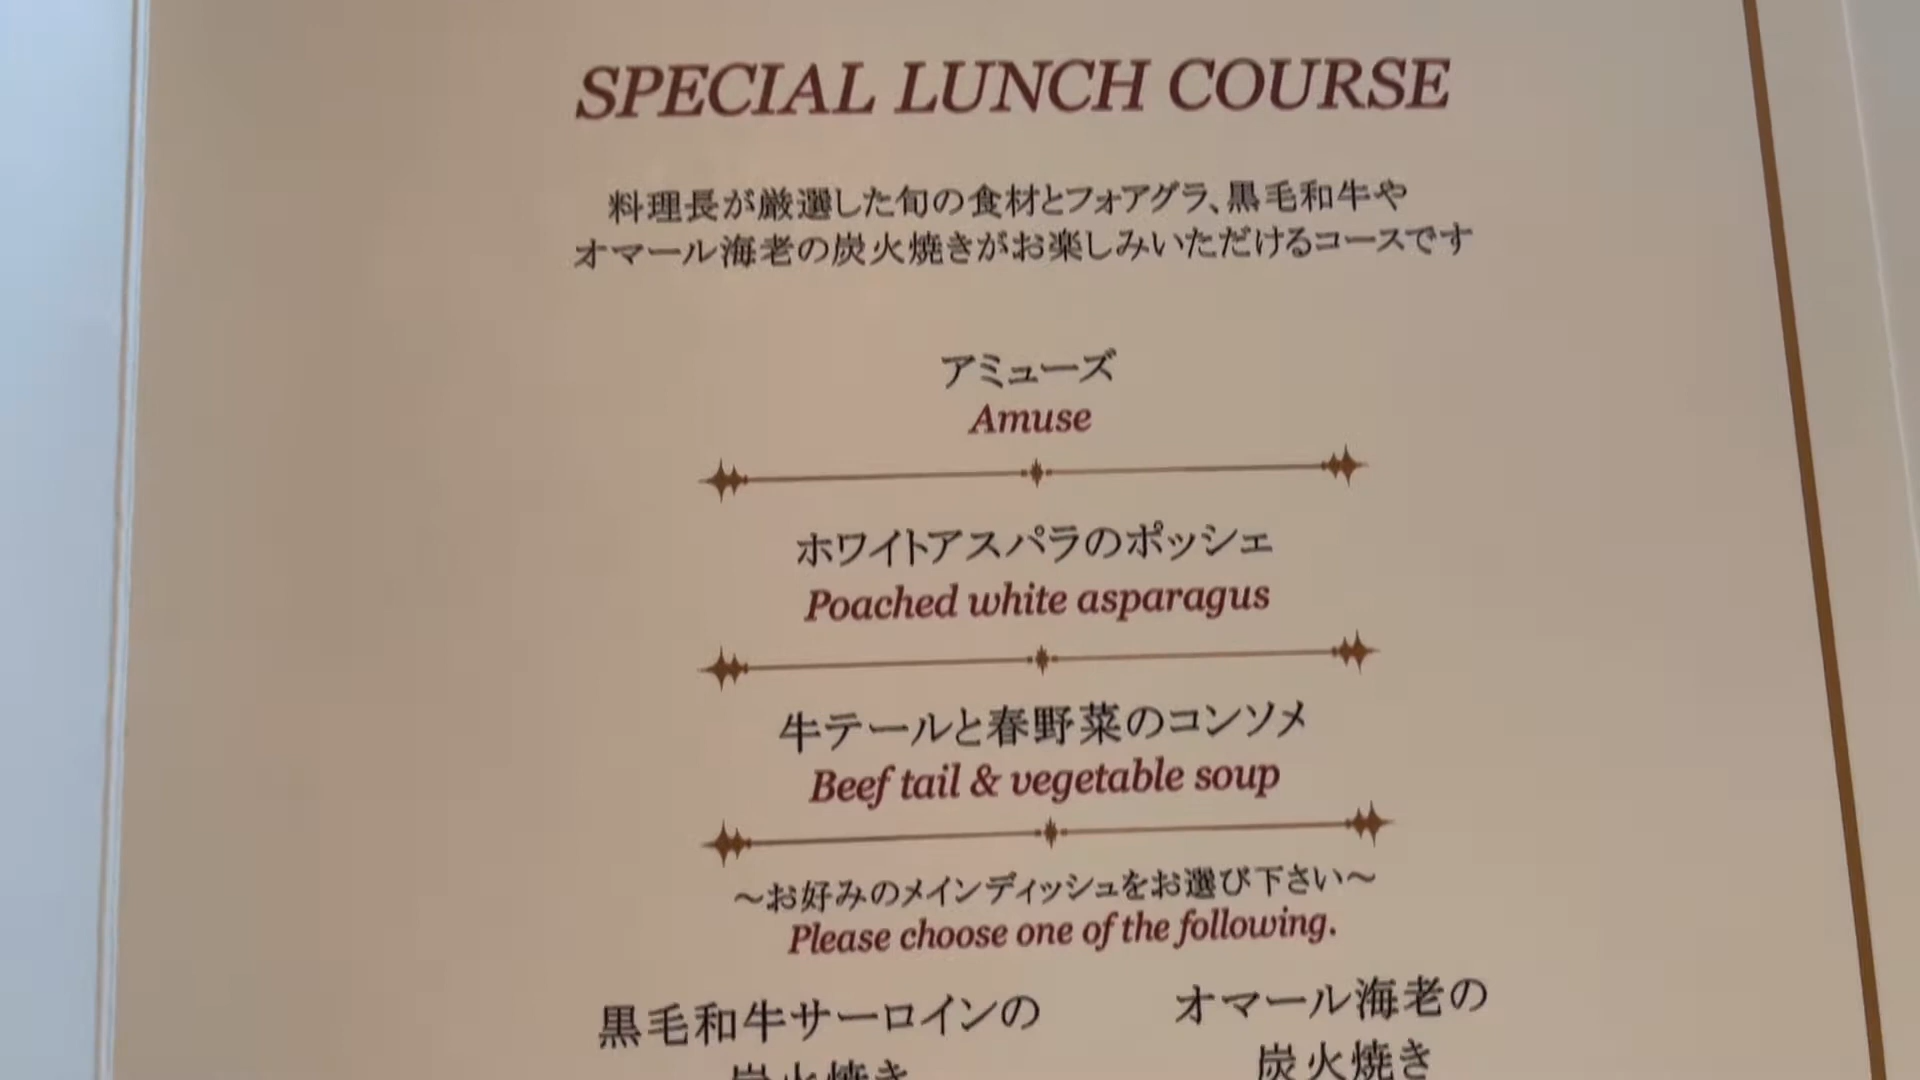 SPECIAL LUNCH COURSE
料理長が厳選した旬の食材とフォアグラ、黒毛和牛や
オマール海老の炭火焼きがお楽しみいただけるコースです
アミューズ
Amuse
ホワイトアスパラのポッシェ
Poached white asparagus
牛テールと春野菜のコンソメ
Beef tail & vegetable soup
～お好みのメインディッシュをお選び下さい～
Please choose one of the following.
黒毛和牛サーロインの
炭火焼き
オマール海老の
炭火焼き